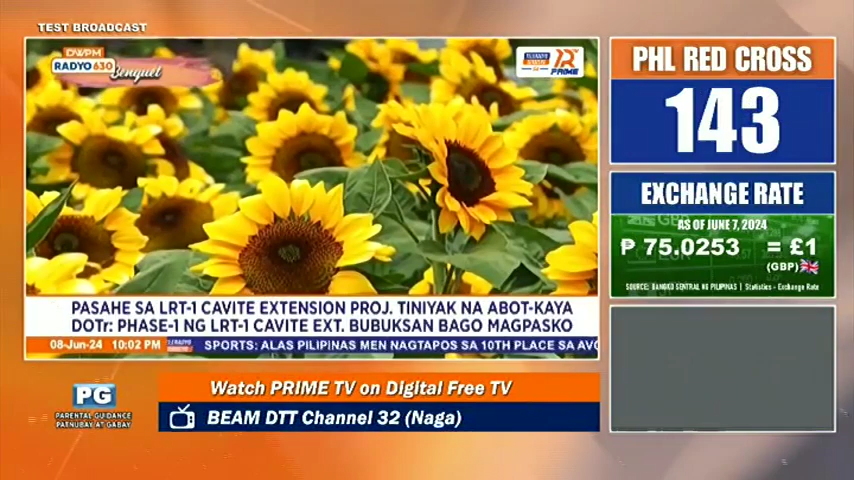 TEST BROADCAST
DWPM
RADYO 630
Benguet
PRIME
PHL RED CROSS
143
EXCHANGE RATE
AS OF JUNE 7, 2024
₱ 75.0253 = £1
(GBP)
SOURCE: BANGKO SENTRAL NG PILIPINAS | Statistics - Exchange Rate
PASAHE SA LRT-1 CAVITE EXTENSION PROJ. TINIYAK NA ABOT-KAYA
DOTr: PHASE-1 NG LRT-1 CAVITE EXT. BUBUKSAN BAGO MAGPASKO
08-Jun-24 10:02 PM SPORTS: ALAS PILIPINAS MEN NAGTAPOS SA 10TH PLACE SA AVC
PG
PARENTAL GUIDANCE
PATNUBAY AT GABAY
Watch PRIME TV on Digital Free TV
BEAM DTT Channel 32 (Naga)